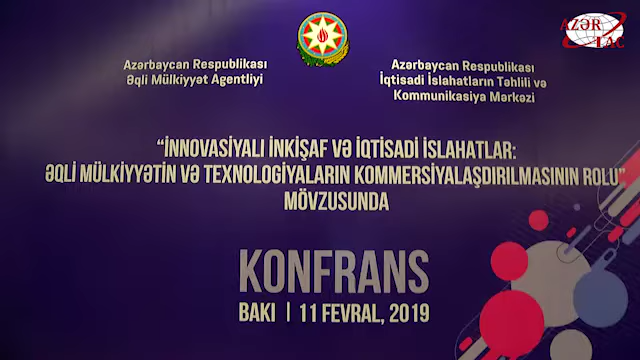 AZƏR
TAC
Azərbaycan Respublikası
Əqli Mülkiyyət Agentliyi
Azərbaycan Respublikası
İqtisadi İslahatların Təhlili və
Kommunikasiya Mərkəzi
“İNNOVASİYALI İNKİŞAF VƏ İQTİSADİ İSLAHATLAR:
ƏQLİ MÜLKİYYƏTİN VƏ TEXNOLOGİYALARIN KOMMERSİYALAŞDIRILMASININ ROLU”
MÖVZUSUNDA
KONFRANS
BAKI | 11 FEVRAL, 2019